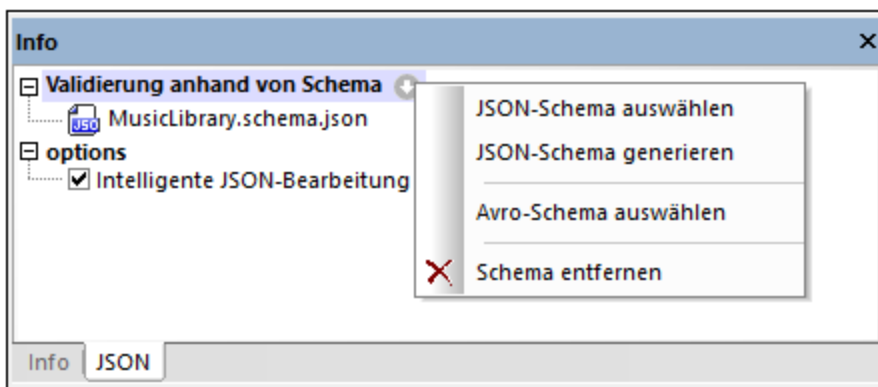 Info
Validierung anhand von Schema
MusicLibrary.schema.json
options
Intelligente JSON-Bearbeitung
JSON-Schema auswählen
JSON-Schema generieren
Avro-Schema auswählen
Schema entfernen
Info
JSON